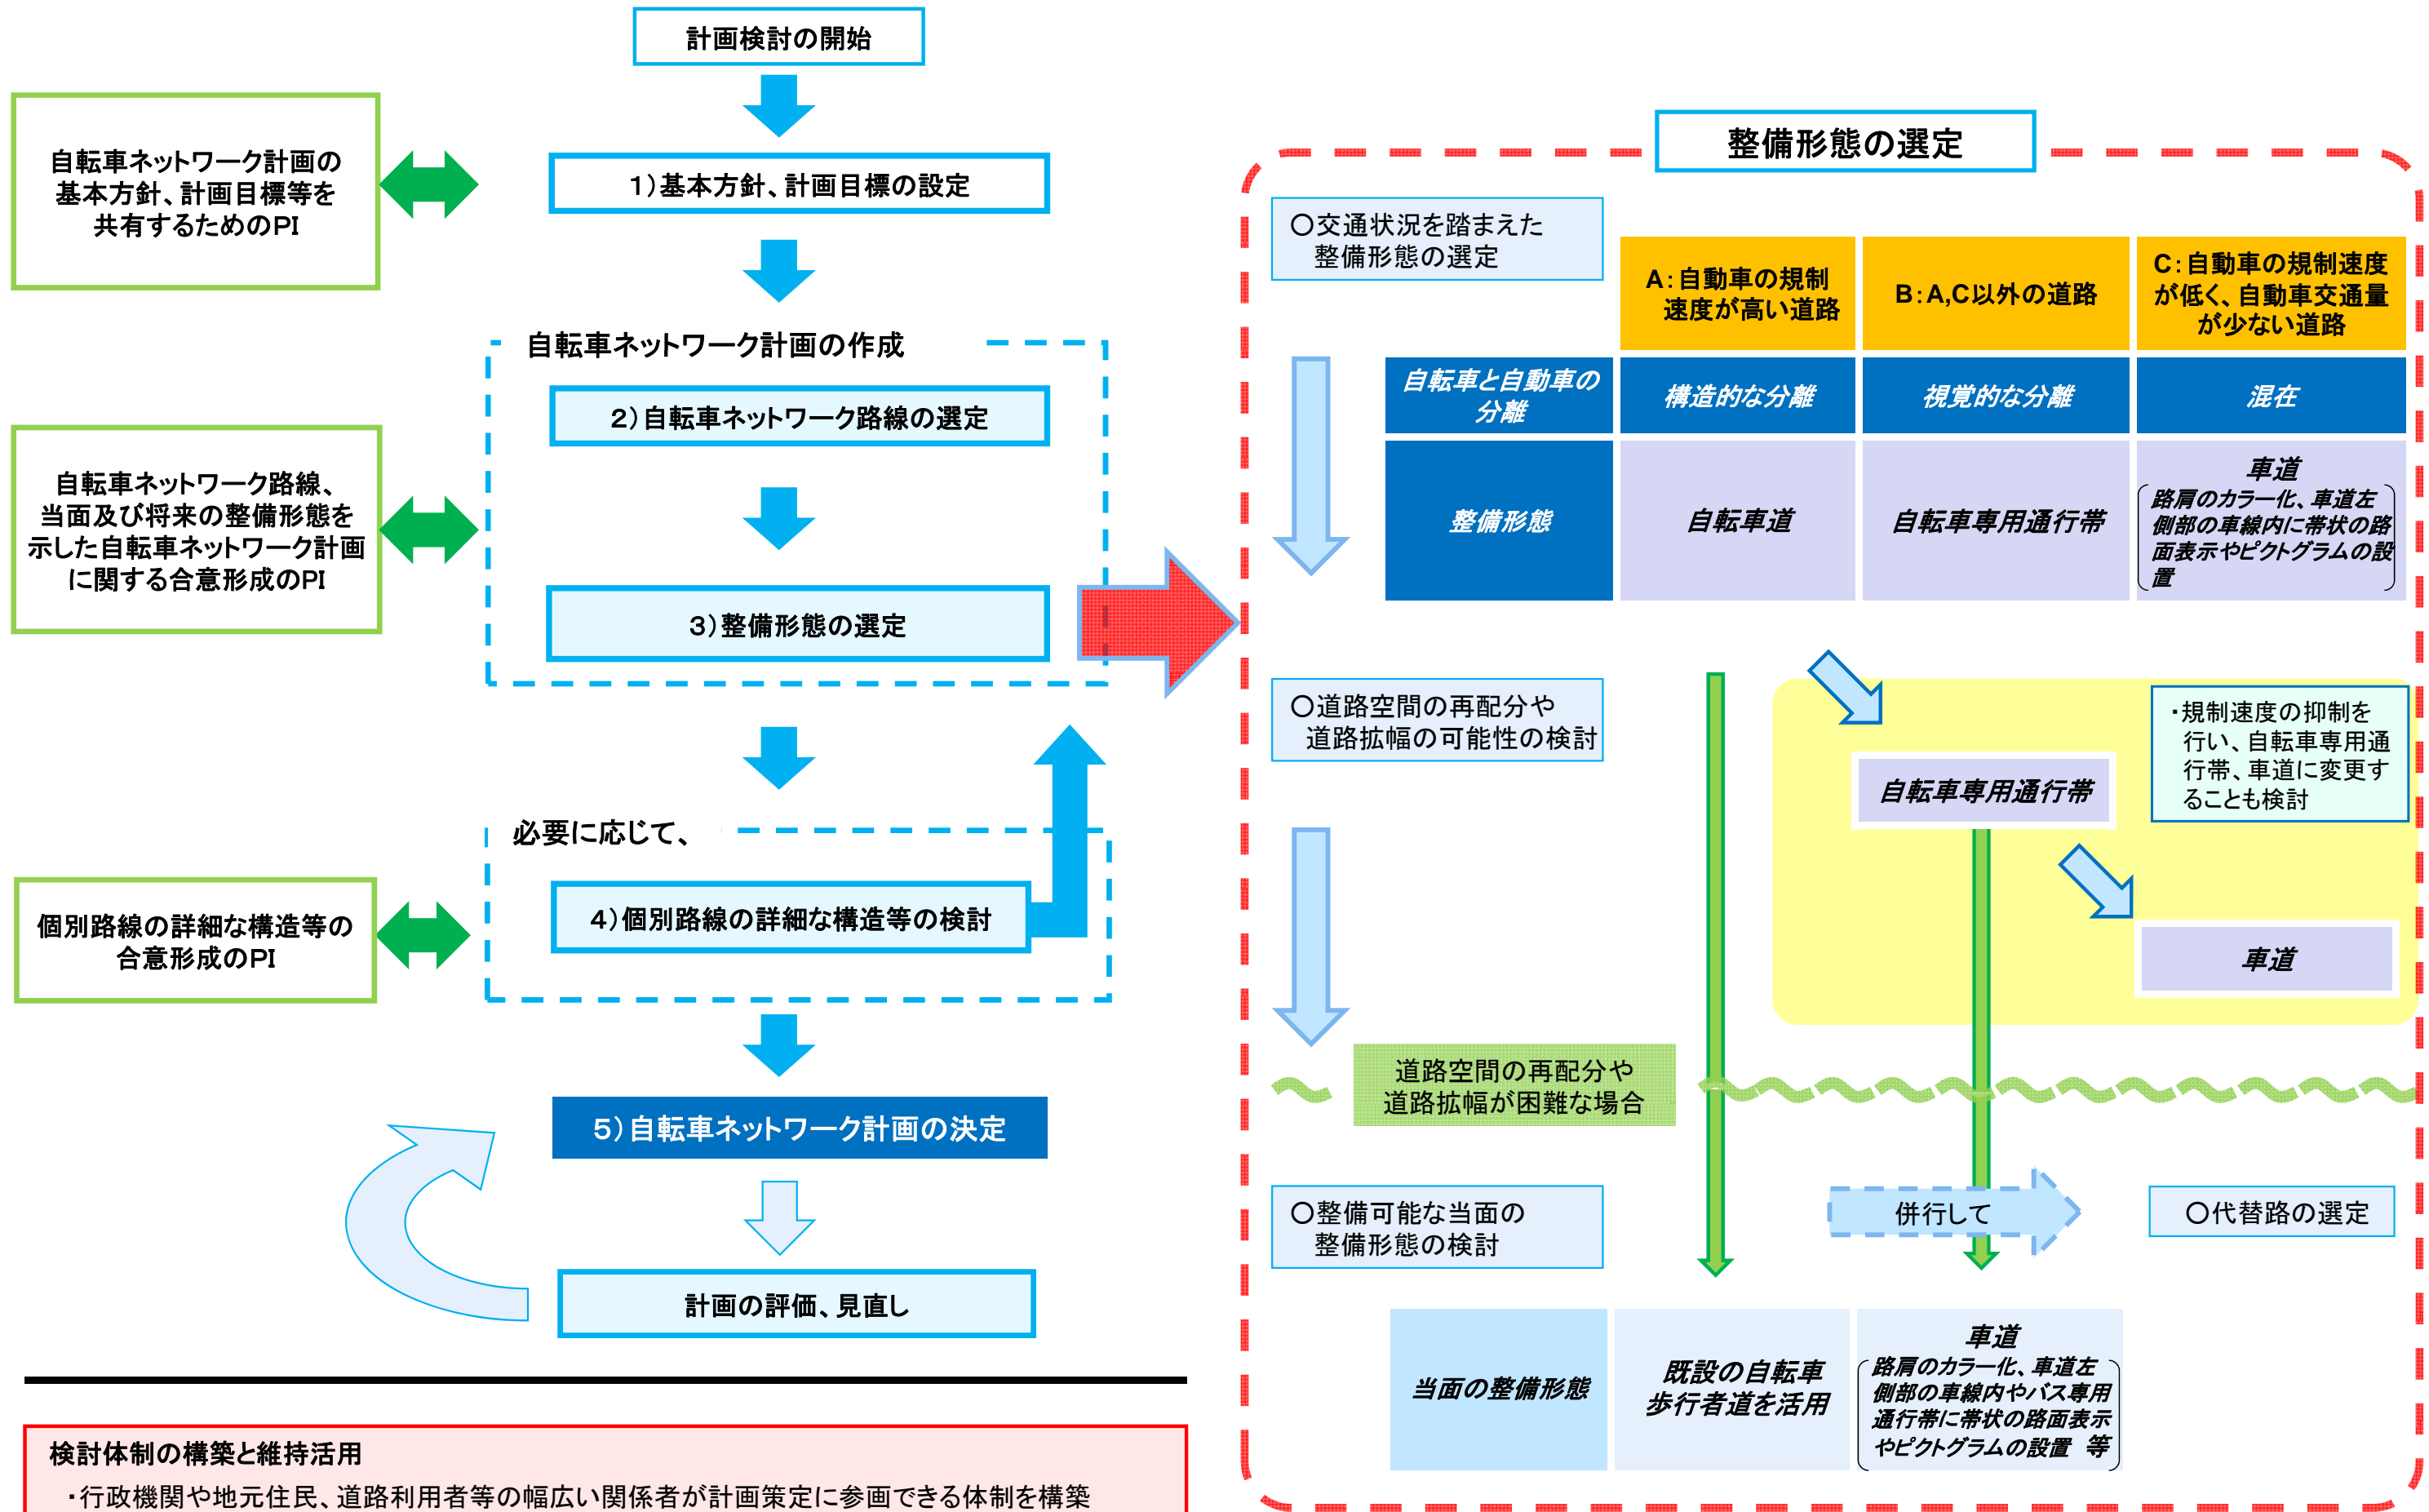 計画検討の開始
自転車ネットワーク計画の
基本方針、計画目標等を
共有するためのPI
1)基本方針、計画目標の設定
自転車ネットワーク計画の作成
2)自転車ネットワーク路線の選定
自転車ネットワーク路線、
当面及び将来の整備形態を
示した自転車ネットワーク計画
に関する合意形成のPI
3)整備形態の選定
必要に応じて、
個別路線の詳細な構造等の
合意形成のPI
4)個別路線の詳細な構造等の検討
5)自転車ネットワーク計画の決定
計画の評価、見直し
検討体制の構築と維持活用
・行政機関や地元住民、道路利用者等の幅広い関係者が計画策定に参画できる体制を構築
整備形態の選定
○交通状況を踏まえた
整備形態の選定
A:自動車の規制
速度が高い道路
B:A,C以外の道路
C:自動車の規制速度
が低く、自動車交通量
が少ない道路
自転車と自動車の
分離
構造的な分離
視覚的な分離
混在
整備形態
自転車道
自転車専用通行帯
車道
路肩のカラー化、車道左
側部の車線内に帯状の路
面表示やピクトグラムの設
置
○道路空間の再配分や
道路拡幅の可能性の検討
・規制速度の抑制を
行い、自転車専用通
行帯、車道に変更す
ることも検討
自転車専用通行帯
車道
道路空間の再配分や
道路拡幅が困難な場合
○整備可能な当面の
整備形態の検討
併行して
○代替路の選定
当面の整備形態
既設の自転車
歩行者道を活用
車道
路肩のカラー化、車道左
側部の車線内やバス専用
通行帯に帯状の路面表示
やピクトグラムの設置 等